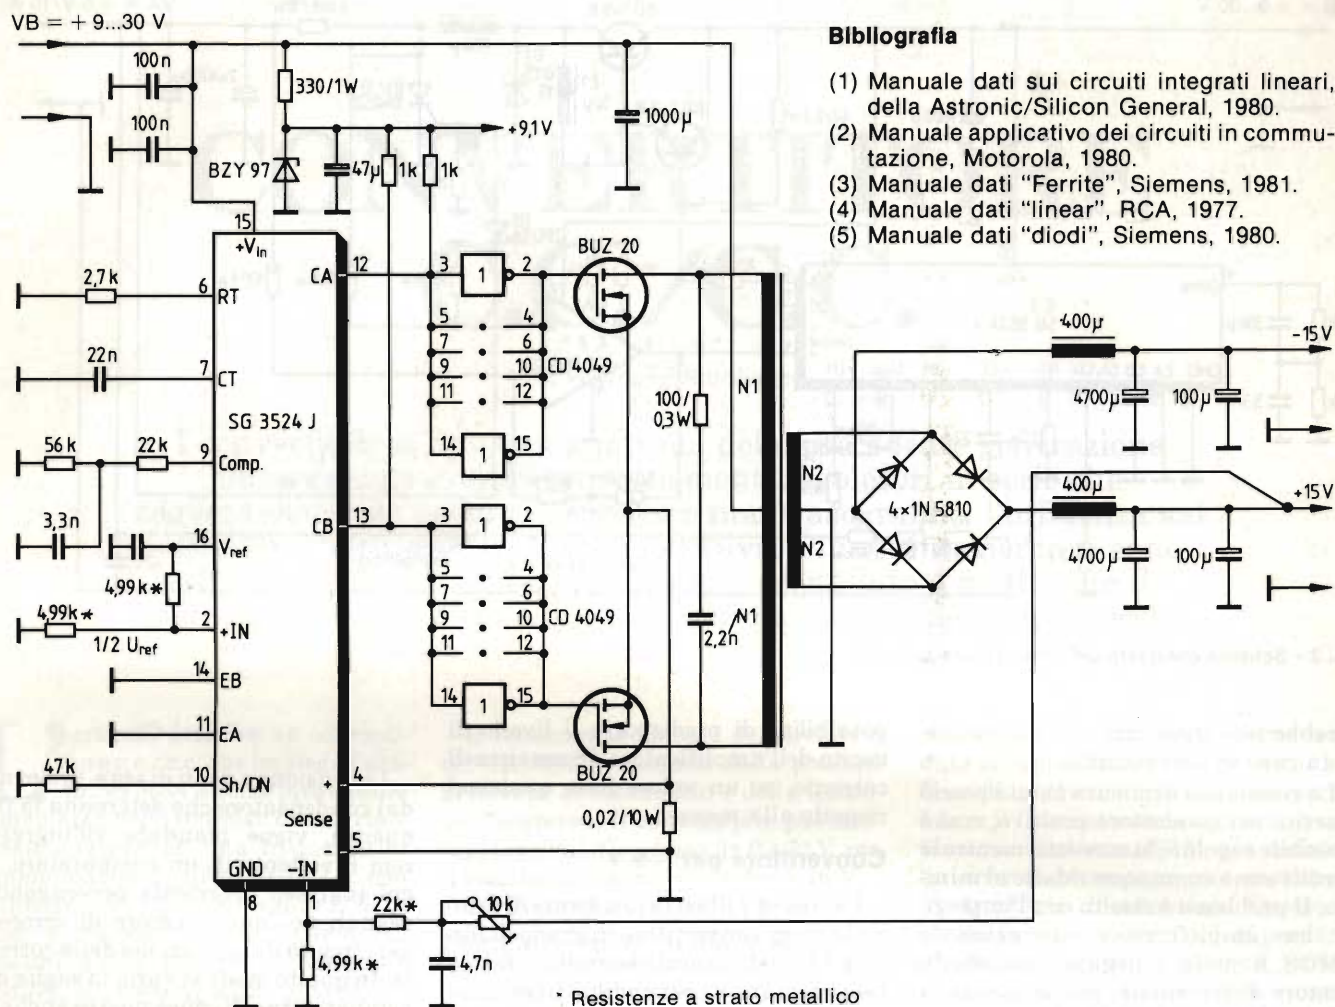 VB = + 9...30 V
100n
100n
330/1W
+9,1V
1000µ
BZY 97
47µ
1k
1k
15
+Vin
2,7k
6
RT
CA
12
3
1
2
BUZ 20
5
4
7
6
9
10
CD 4049
11
12
14
1
15
22n
7
CT
SG 3524 J
56k
22k
9
Comp.
3,3n
16
Vref
4,99k*
4,99k*
2
+IN
1/2 Uref
14
EB
11
EA
47k
10
Sh/DN
CB
13
3
1
2
5
4
7
6
9
10
CD 4049
11
12
14
1
15
BUZ 20
+
4
Sense
5
GND
-IN
8
1
22k*
10k
4,99k*
4,7n
0,02/10W
100/
0,3W
2,2n
N1
N1
N2
N2
4×1N5810
400µ
-15V
4700µ
100µ
400µ
+15V
4700µ
100µ
* Resistenze a strato metallico
Bibliografia
(1) Manuale dati sui circuiti integrati lineari,
della Astronic/Silicon General, 1980.
(2) Manuale applicativo dei circuiti in commu-
tazione, Motorola, 1980.
(3) Manuale dati "Ferrite", Siemens, 1981.
(4) Manuale dati "linear", RCA, 1977.
(5) Manuale dati "diodi", Siemens, 1980.